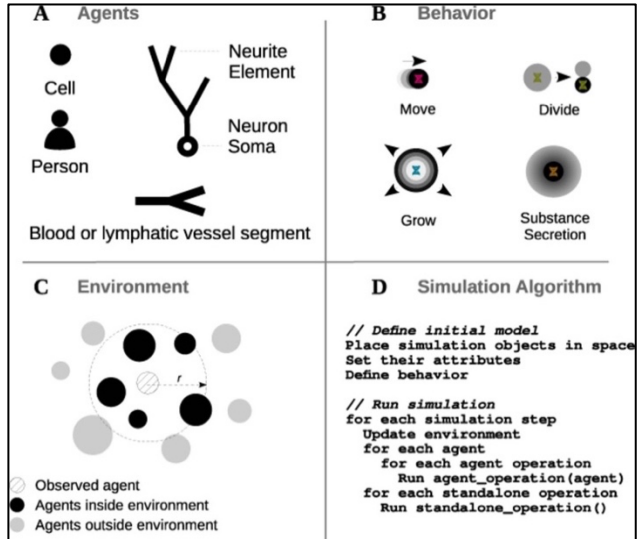 A Agents
Neurite
Element
Cell
Neuron
Soma
Person
Blood or lymphatic vessel segment
B Behavior
Move
Divide
Grow
Substance
Secretion
C Environment
r
Observed agent
Agents inside environment
Agents outside environment
D Simulation Algorithm
// Define initial model
Place simulation objects in space
Set their attributes
Define behavior
// Run simulation
for each simulation step
Update environment
for each agent
for each agent operation
Run agent_operation(agent)
for each standalone operation
Run standalone_operation()